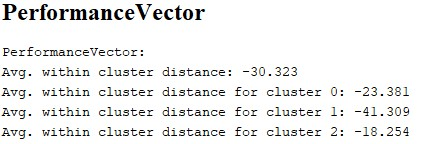 PerformanceVector
PerformanceVector:
Avg. within cluster distance: -30.323
Avg. within cluster distance for cluster 0: -23.381
Avg. within cluster distance for cluster 1: -41.309
Avg. within cluster distance for cluster 2: -18.254